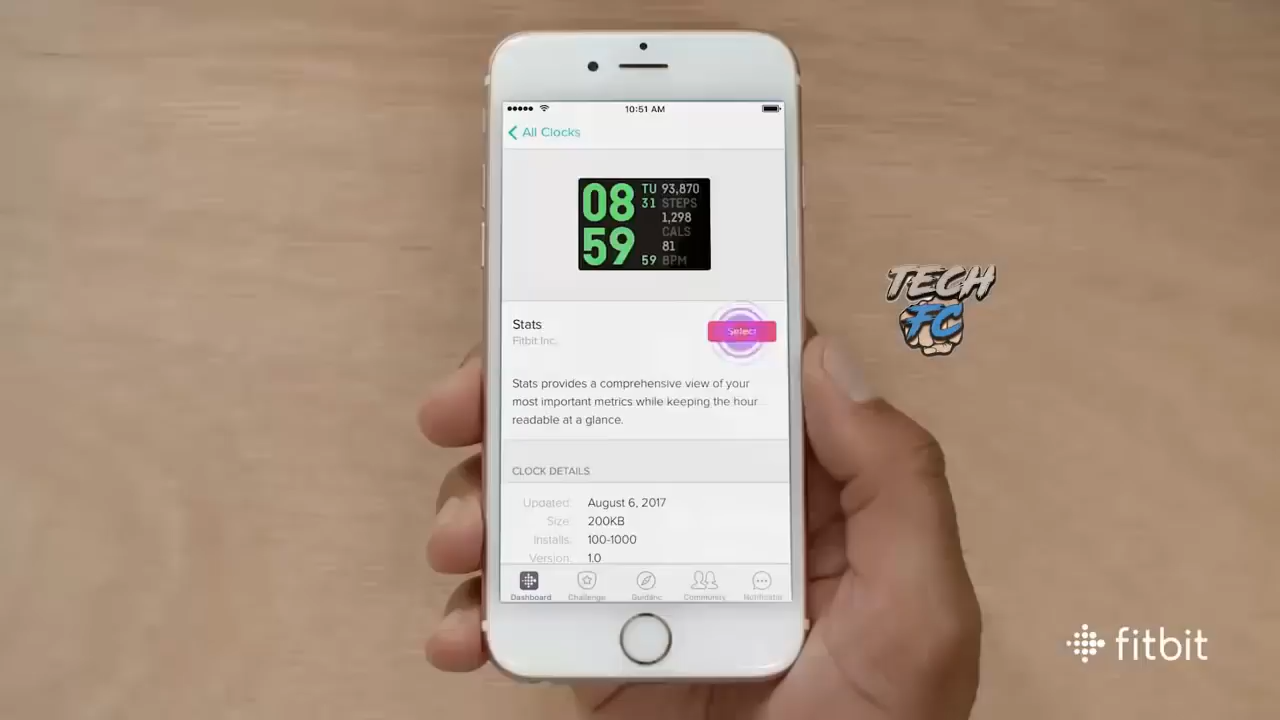 10:51 AM
All Clocks
08
59
TU 93,870
31 STEPS
1,298
CALS
81
59 BPM
Stats
Fitbit Inc.
Select
Stats provides a comprehensive view of your
most important metrics while keeping the hour
readable at a glance.
CLOCK DETAILS
Updated: August 6, 2017
Size: 200KB
Installs: 100-1000
Version: 1.0
Dashboard
Challenge
Guidanc
Community
Notificatio
TECH
FC
fitbit